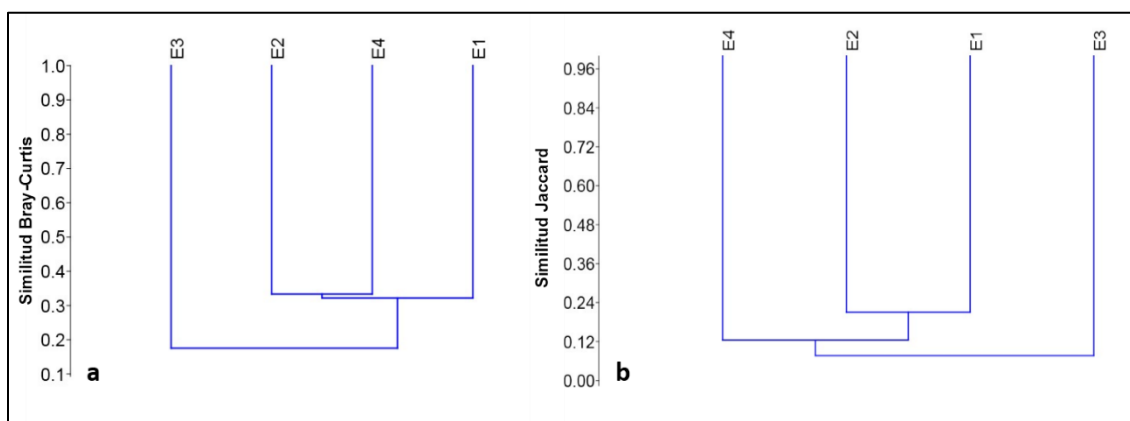 E3
E2
E4
E1
Similitud Bray-Curtis
1.0
0.9
0.8
0.7
0.6
0.5
0.4
0.3
0.2
0.1
a
E4
E2
E1
E3
Similitud Jaccard
0.96
0.84
0.72
0.60
0.48
0.36
0.24
0.12
0.00
b